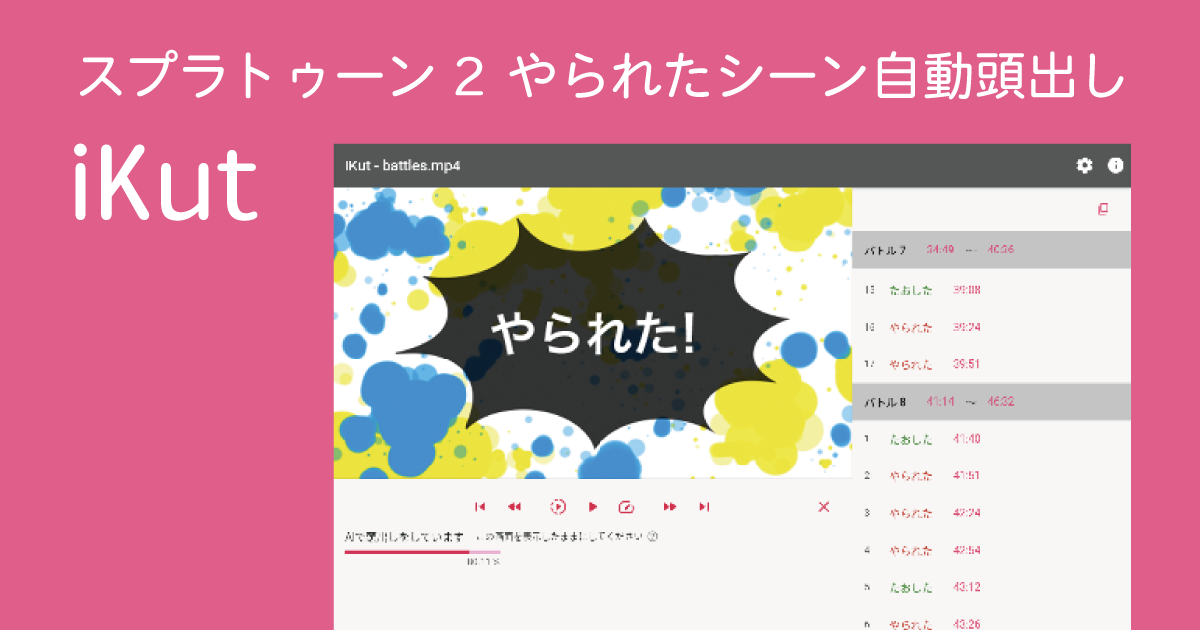 スプラトゥーン2 やられたシーン自動頭出し
iKut
iKut - battles.mp4
やられた!
バトル 7 34:49 ～ 40:36
15 たおした 39:08
16 やられた 39:24
17 やられた 39:51
バトル 8 41:14 ～ 46:32
1 たおした 41:40
2 やられた 41:51
3 やられた 42:24
4 やられた 42:54
5 たおした 43:12
6 やられた 43:26
AIで頭出しをしています この画面を表示したままにしてください
80.11%